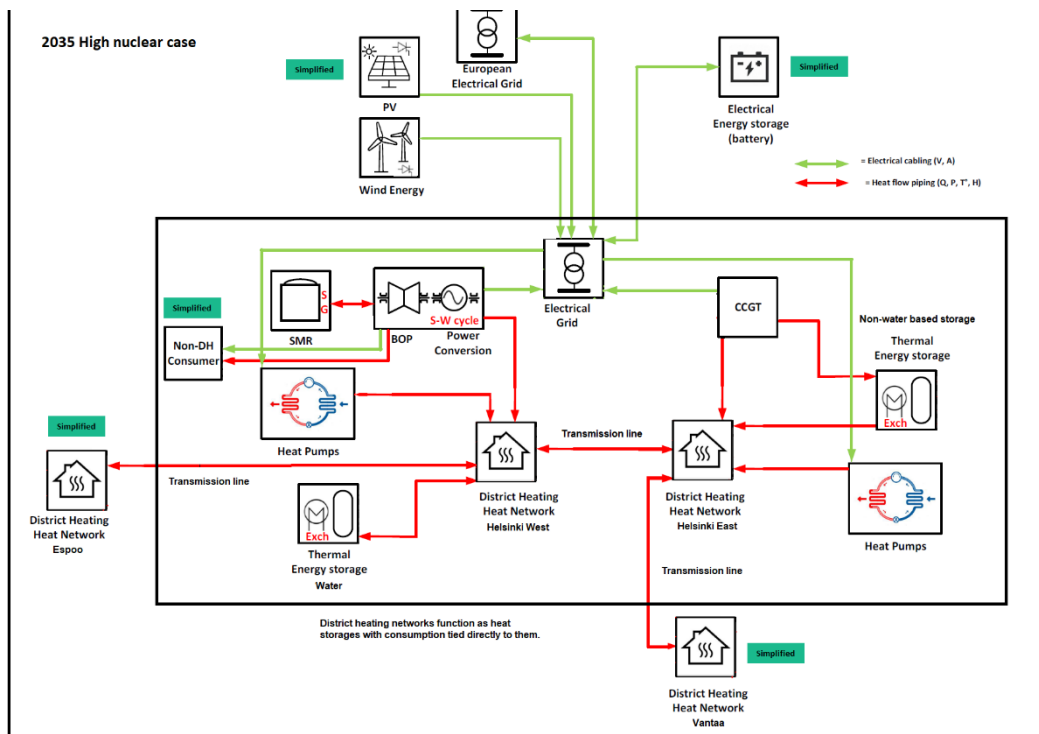 2035 High nuclear case
Simplified
PV
European
Electrical Grid
Electrical
Energy storage
(battery)
Simplified
Wind Energy
= Electrical cabling (V, A)
= Heat flow piping (Q, P, T°, H)
Simplified
Non-DH
Consumer
S
G
SMR
S-W cycle
BOP
Power
Conversion
Electrical
Grid
CCGT
Non-water based storage
Thermal
Energy storage
Exch
Heat Pumps
Simplified
District Heating
Heat Network
Espoo
Transmission line
Exch
Thermal
Energy storage
Water
District Heating
Heat Network
Helsinki West
Transmission line
District Heating
Heat Network
Helsinki East
Heat Pumps
Transmission line
District heating networks function as heat
storages with consumption tied directly to them.
Simplified
District Heating
Heat Network
Vantaa